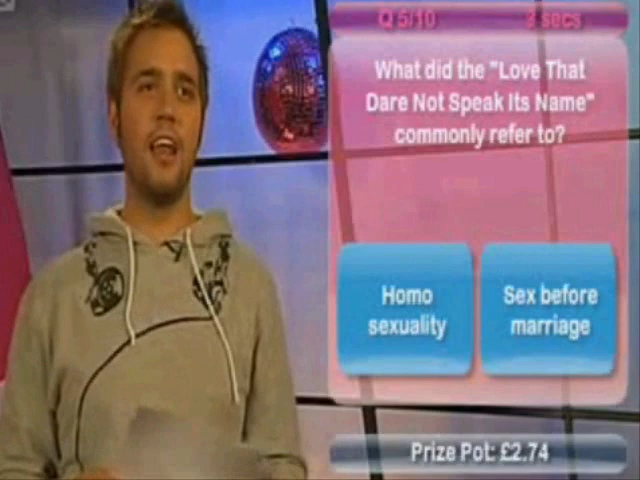 Q 5/10 3 secs
What did the "Love That
Dare Not Speak Its Name"
commonly refer to?
Homo
sexuality
Sex before
marriage
Prize Pot: £2.74